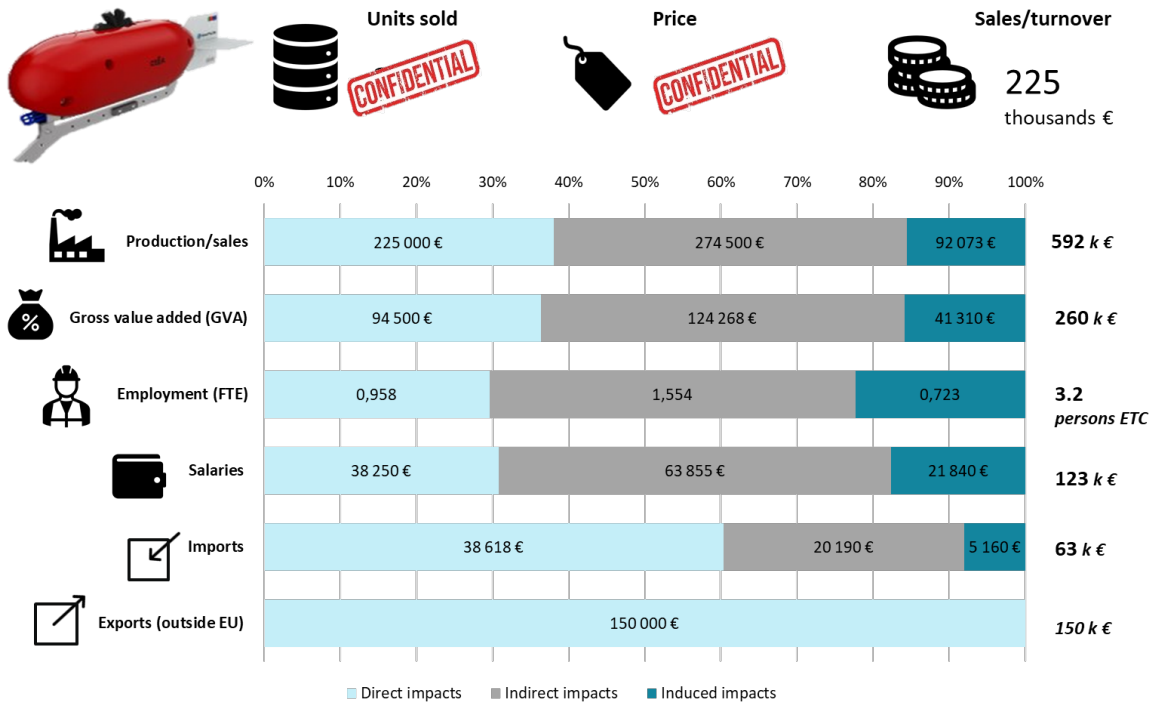 Units sold
Price
Sales/turnover
CONFIDENTIAL
CONFIDENTIAL
225
thousands €
0% 10% 20% 30% 40% 50% 60% 70% 80% 90% 100%
Production/sales 225 000 € 274 500 € 92 073 € 592 k €
% Gross value added (GVA) 94 500 € 124 268 € 41 310 € 260 k €
Employment (FTE) 0,958 1,554 0,723 3.2
persons ETC
Salaries 38 250 € 63 855 € 21 840 € 123 k €
Imports 38 618 € 20 190 € 5 160 € 63 k €
Exports (outside EU) 150 000 € 150 k €
Direct impacts Indirect impacts Induced impacts